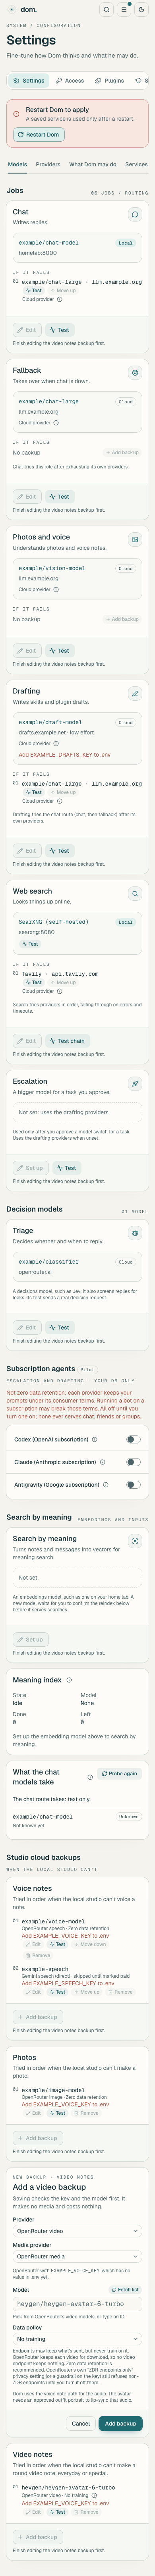 dom.
SYSTEM / CONFIGURATION
Settings
Fine-tune how Dom thinks and what he may do.
Settings
Access
Plugins
Restart Dom to apply
A saved service is only used after a restart.
Restart Dom
Models
Providers
What Dom may do
Services
Jobs
06 JOBS / ROUTING
Chat
Writes replies.
example/chat-model
Local
homelab:8000
IF IT FAILS
01 example/chat-large · llm.example.org
Test
Move up
Cloud provider
Edit
Test
Finish editing the video notes backup first.
Fallback
Takes over when chat is down.
example/chat-large
Cloud
llm.example.org
Cloud provider
IF IT FAILS
No backup
Add backup
Chat tries this role after exhausting its own providers.
Edit
Test
Finish editing the video notes backup first.
Photos and voice
Understands photos and voice notes.
example/vision-model
Cloud
llm.example.org
Cloud provider
IF IT FAILS
No backup
Add backup
Edit
Test
Finish editing the video notes backup first.
Drafting
Writes skills and plugin drafts.
example/draft-model
Cloud
drafts.example.net · low effort
Cloud provider
Add EXAMPLE_DRAFTS_KEY to .env
IF IT FAILS
01 example/chat-large · llm.example.org
Test
Move up
Cloud provider
Drafting tries the chat route (chat, then fallback) after its own providers.
Edit
Test
Finish editing the video notes backup first.
Web search
Looks things up online.
SearXNG (self-hosted)
Local
searxng:8080
Test
IF IT FAILS
01 Tavily · api.tavily.com
Test
Move up
Cloud provider
Search tries providers in order, falling through on errors and timeouts.
Edit
Test chain
Finish editing the video notes backup first.
Escalation
A bigger model for a task you approve.
Not set: uses the drafting providers.
Used only after you approve a model switch for a task. Uses the drafting providers when unset.
Set up
Test
Finish editing the video notes backup first.
Decision models
01 MODEL
Triage
Decides whether and when to reply.
example/classifier
Cloud
openrouter.ai
A decisions model, such as Jev; it also screens replies for leaks. Its test sends a real decision request.
Edit
Test
Finish editing the video notes backup first.
Subscription agents
Pilot
ESCALATION AND DRAFTING · YOUR DM ONLY
Not zero data retention: each provider keeps your prompts under its consumer terms. Running a bot on a subscription may break those terms. All off until you turn one on; none ever serves chat, friends or groups.
Codex (OpenAI subscription)
Claude (Anthropic subscription)
Antigravity (Google subscription)
Search by meaning
EMBEDDINGS AND INPUTS
Search by meaning
Turns notes and messages into vectors for meaning search.
Not set.
An embeddings model, such as one on your home lab. A new model waits for you to confirm the reindex below before it serves searches.
Set up
Finish editing the video notes backup first.
Meaning index
State
Idle
Model
None
Done
0
Left
0
Set up the embedding model above to search by meaning.
What the chat models take
Probe again
The chat route takes: text only.
example/chat-model
Unknown
Not known yet
Studio cloud backups
WHEN THE LOCAL STUDIO CAN'T
Voice notes
Tried in order when the local studio can't voice a note.
01 example/voice-model
OpenRouter speech · Zero data retention
Add EXAMPLE_VOICE_KEY to .env
Edit
Test
Move down
Remove
02 example-speech
Gemini speech (direct) · skipped until marked paid
Add EXAMPLE_SPEECH_KEY to .env
Edit
Test
Move up
Remove
Add backup
Finish editing the video notes backup first.
Photos
Tried in order when the local studio can't make a photo.
01 example/image-model
OpenRouter image · Zero data retention
Add EXAMPLE_VOICE_KEY to .env
Edit
Test
Remove
Add backup
Finish editing the video notes backup first.
NEW BACKUP · VIDEO NOTES
Add a video backup
Saving checks the key and the model first. It makes no media and costs nothing.
Provider
OpenRouter video
Media provider
OpenRouter media
OpenRouter with EXAMPLE_VOICE_KEY, which has no value in .env yet.
Model
Fetch list
heygen/heygen-avatar-6-turbo
Pick from OpenRouter's video models, or type an ID.
Data policy
No training
Endpoints may keep what's sent, but never train on it. OpenRouter keeps each video for download, so no video endpoint keeps nothing. Zero data retention is unavailable here. OpenRouter's own "ZDR endpoints only" privacy setting (or a guardrail on the key) still refuses non-ZDR endpoints until you turn it off there.
Dom uses the voice note path for the audio. The avatar needs an approved outfit portrait to lip-sync that audio.
Cancel
Add backup
Video notes
Tried in order when the local studio can't make a round video note, everyday or special.
01 heygen/heygen-avatar-6-turbo
OpenRouter video · No training
Add EXAMPLE_VOICE_KEY to .env
Edit
Test
Remove
Add backup
Finish editing the video notes backup first.